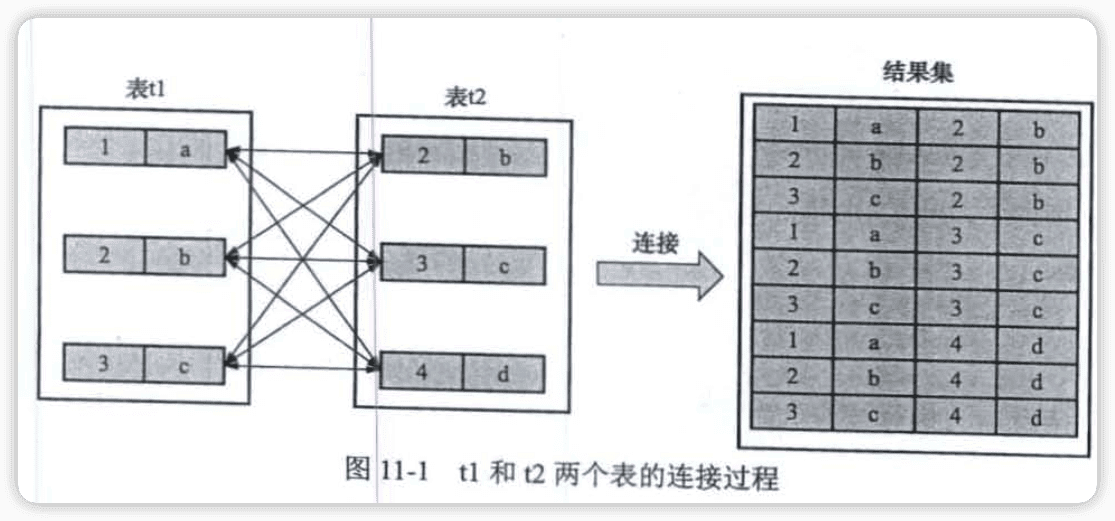 表t1
1 a
2 b
3 c
表t2
2 b
3 c
4 d
连接
结果集
1 a 2 b
2 b 2 b
3 c 2 b
1 a 3 c
2 b 3 c
3 c 3 c
1 a 4 d
2 b 4 d
3 c 4 d
图 11-1 t1 和 t2 两个表的连接过程